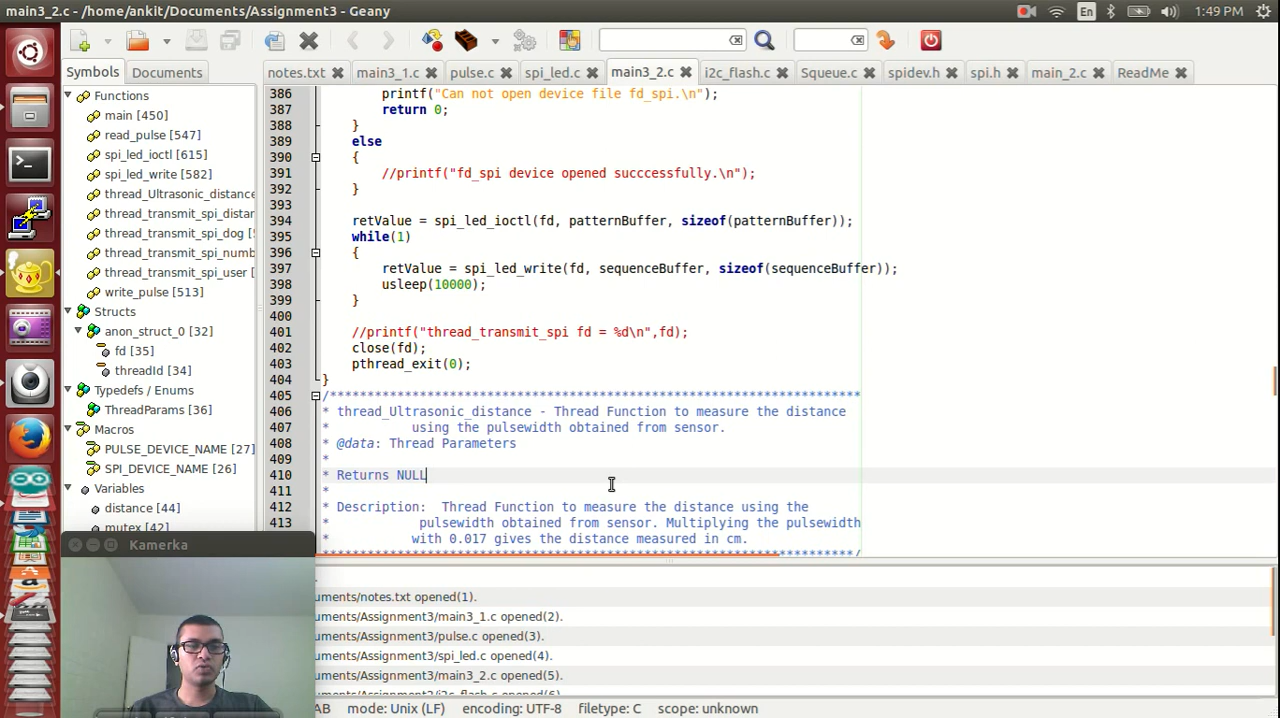 main3_2.c - /home/ankit/Documents/Assignment3 - Geany
En
1:49 PM
Symbols
Documents
notes.txt
main3_1.c
pulse.c
spi_led.c
main3_2.c
i2c_flash.c
Squeue.c
spidev.h
spi.h
main_2.c
ReadMe
Functions
main [450]
read_pulse [547]
spi_led_ioctl [615]
spi_led_write [582]
thread_Ultrasonic_distance
thread_transmit_spi_distan
thread_transmit_spi_dog [
thread_transmit_spi_numb
thread_transmit_spi_user [
write_pulse [513]
Structs
anon_struct_0 [32]
fd [35]
threadId [34]
Typedefs / Enums
ThreadParams [36]
Macros
PULSE_DEVICE_NAME [27]
SPI_DEVICE_NAME [26]
Variables
distance [44]
mutex [42]
386 printf("Can not open device file fd_spi.\n");
387 return 0;
388 }
389 else
390 {
391 //printf("fd_spi device opened succcessfully.\n");
392 }
393
394 retValue = spi_led_ioctl(fd, patternBuffer, sizeof(patternBuffer));
395 while(1)
396 {
397 retValue = spi_led_write(fd, sequenceBuffer, sizeof(sequenceBuffer));
398 usleep(10000);
399 }
400
401 //printf("thread_transmit_spi fd = %d\n",fd);
402 close(fd);
403 pthread_exit(0);
404 }
405 /***********************************************************************
406 * thread_Ultrasonic_distance - Thread Function to measure the distance
407 * using the pulsewidth obtained from sensor.
408 * @data: Thread Parameters
409 *
410 * Returns NULL
411 *
412 * Description: Thread Function to measure the distance using the
413 * pulsewidth obtained from sensor. Multiplying the pulsewidth
* with 0.017 gives the distance measured in cm.
***********************************************************************/
Kamerka
uments/notes.txt opened(1).
uments/Assignment3/main3_1.c opened(2).
uments/Assignment3/pulse.c opened(3).
uments/Assignment3/spi_led.c opened(4).
uments/Assignment3/main3_2.c opened(5).
uments/Assignment3/i2c_flash.c opened(6).
AB mode: Unix (LF) encoding: UTF-8 filetype: C scope: unknown